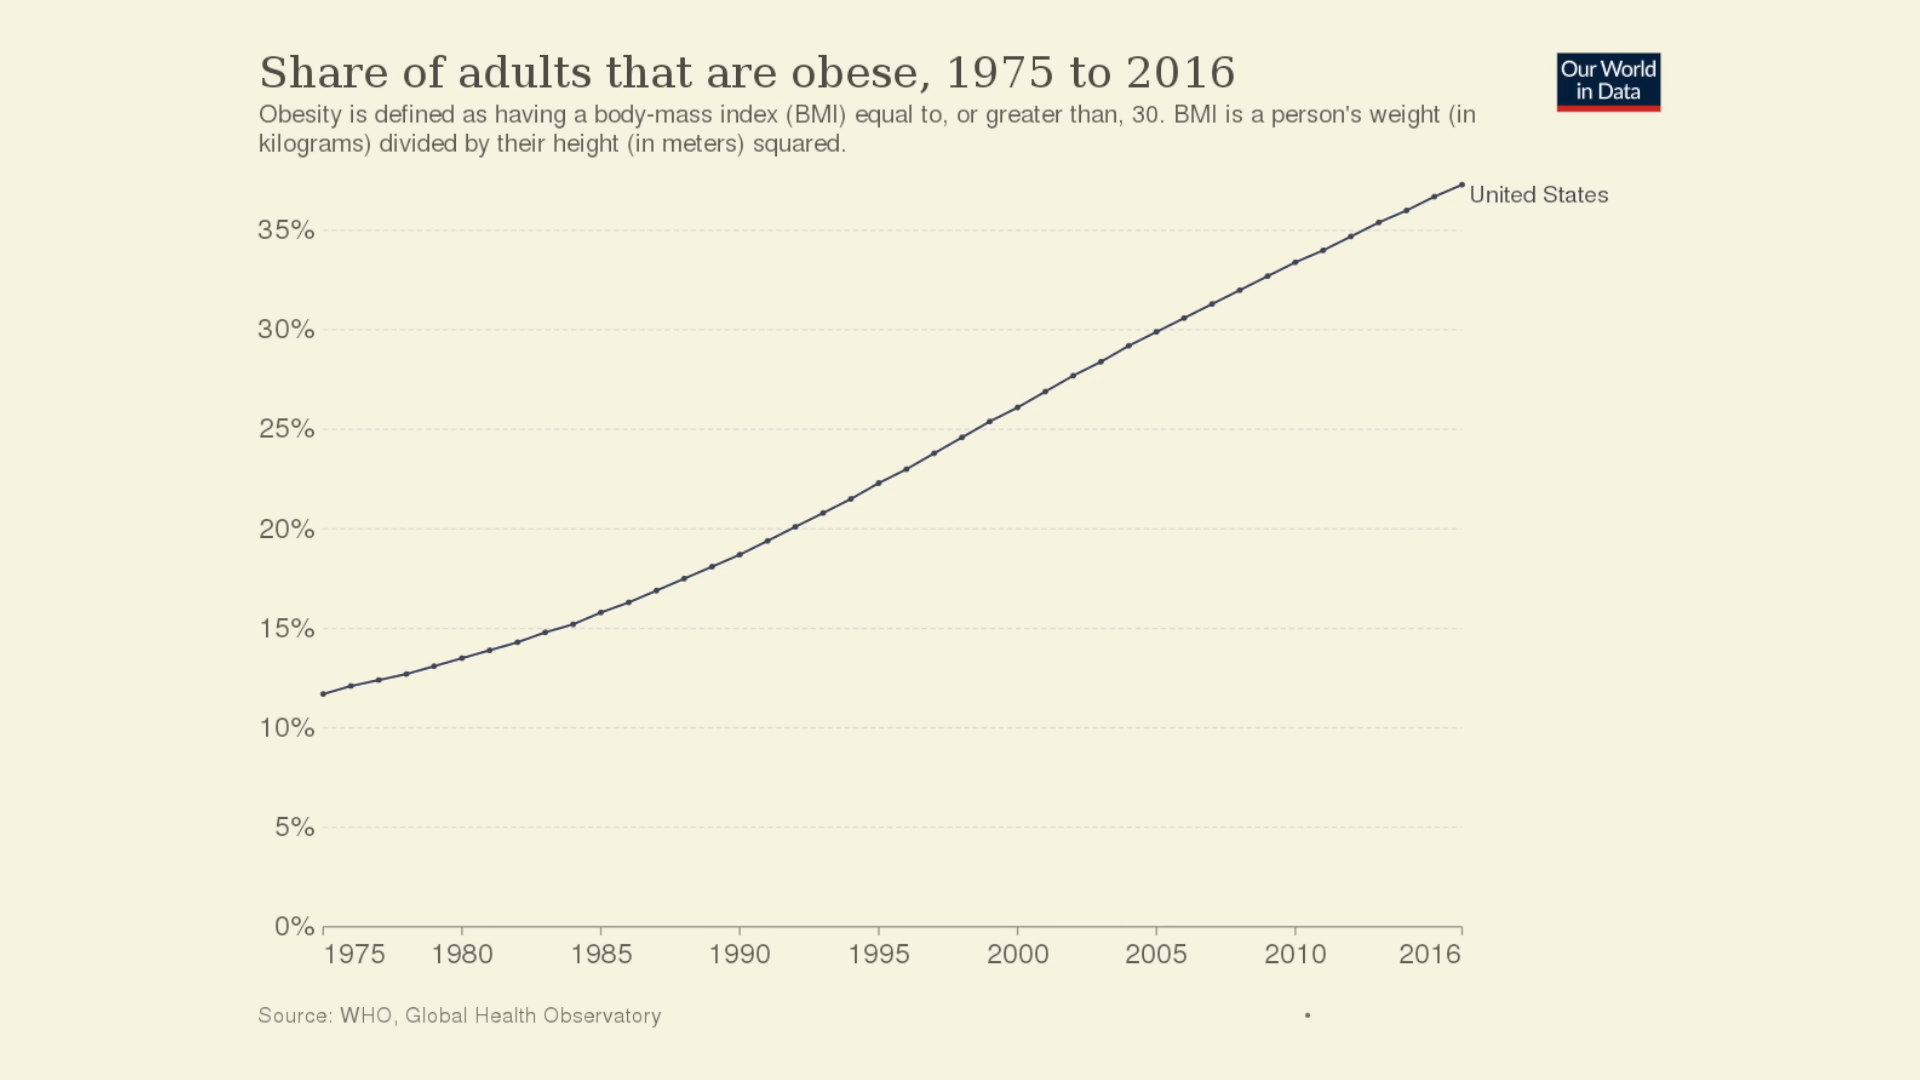 Share of adults that are obese, 1975 to 2016
Our World
in Data
Obesity is defined as having a body-mass index (BMI) equal to, or greater than, 30. BMI is a person's weight (in
kilograms) divided by their height (in meters) squared.
United States
35%
30%
25%
20%
15%
10%
5%
0%
1975 1980 1985 1990 1995 2000 2005 2010 2016
Source: WHO, Global Health Observatory